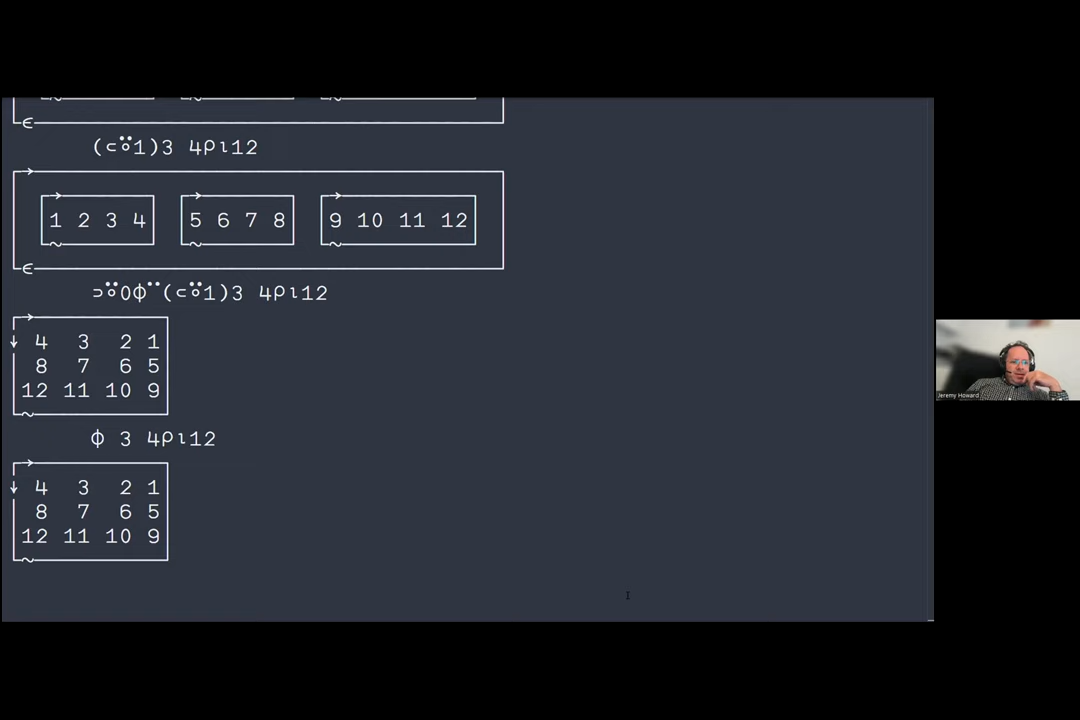 (⊂⍤1)3 4⍴⍳12
1 2 3 4 5 6 7 8 9 10 11 12
⊃⍤0⌽¨(⊂⍤1)3 4⍴⍳12
4 3 2 1
8 7 6 5
12 11 10 9
⌽ 3 4⍴⍳12
4 3 2 1
8 7 6 5
12 11 10 9
Jeremy Howard